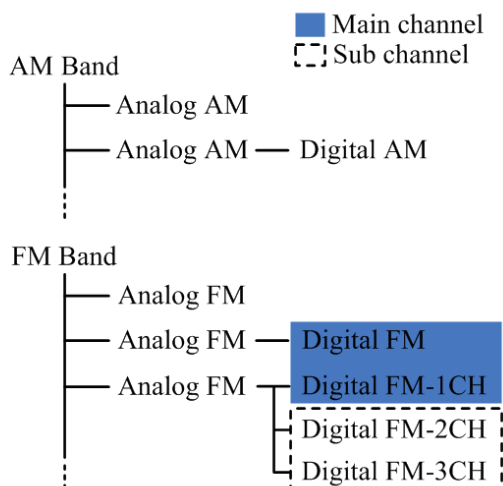 Main channel
Sub channel
AM Band
Analog AM
Analog AM Digital AM
FM Band
Analog FM
Analog FM Digital FM
Analog FM Digital FM-1CH
Digital FM-2CH
Digital FM-3CH